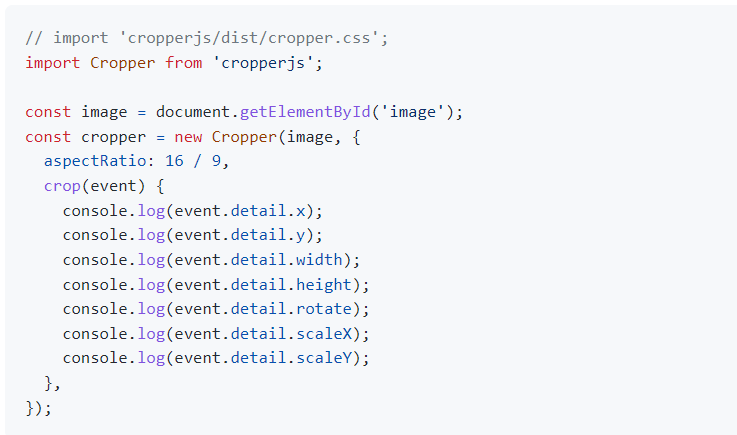 // import 'cropperjs/dist/cropper.css';
import Cropper from 'cropperjs';

const image = document.getElementById('image');
const cropper = new Cropper(image, {
  aspectRatio: 16 / 9,
  crop(event) {
    console.log(event.detail.x);
    console.log(event.detail.y);
    console.log(event.detail.width);
    console.log(event.detail.height);
    console.log(event.detail.rotate);
    console.log(event.detail.scaleX);
    console.log(event.detail.scaleY);
  },
});